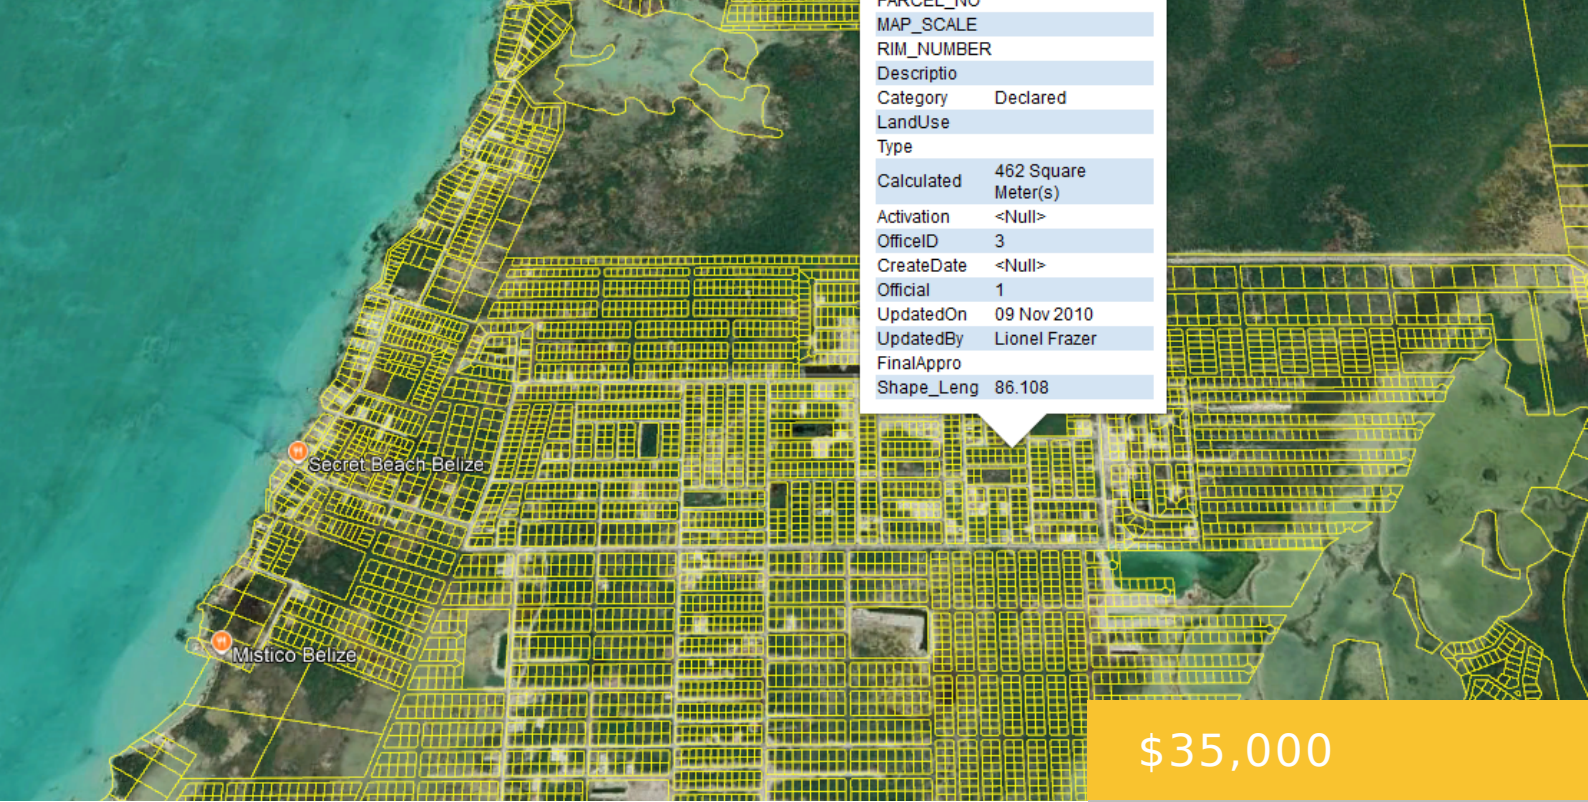 PARCEL_NO
MAP_SCALE
RIM_NUMBER
Descriptio
Category Declared
LandUse
Type
Calculated 462 Square Meter(s)
Activation <Null>
OfficeID 3
CreateDate <Null>
Official 1
UpdatedOn 09 Nov 2010
UpdatedBy Lionel Frazer
FinalAppro
Shape_Leng 86.108
Secret Beach Belize
Mistico Belize
$35,000